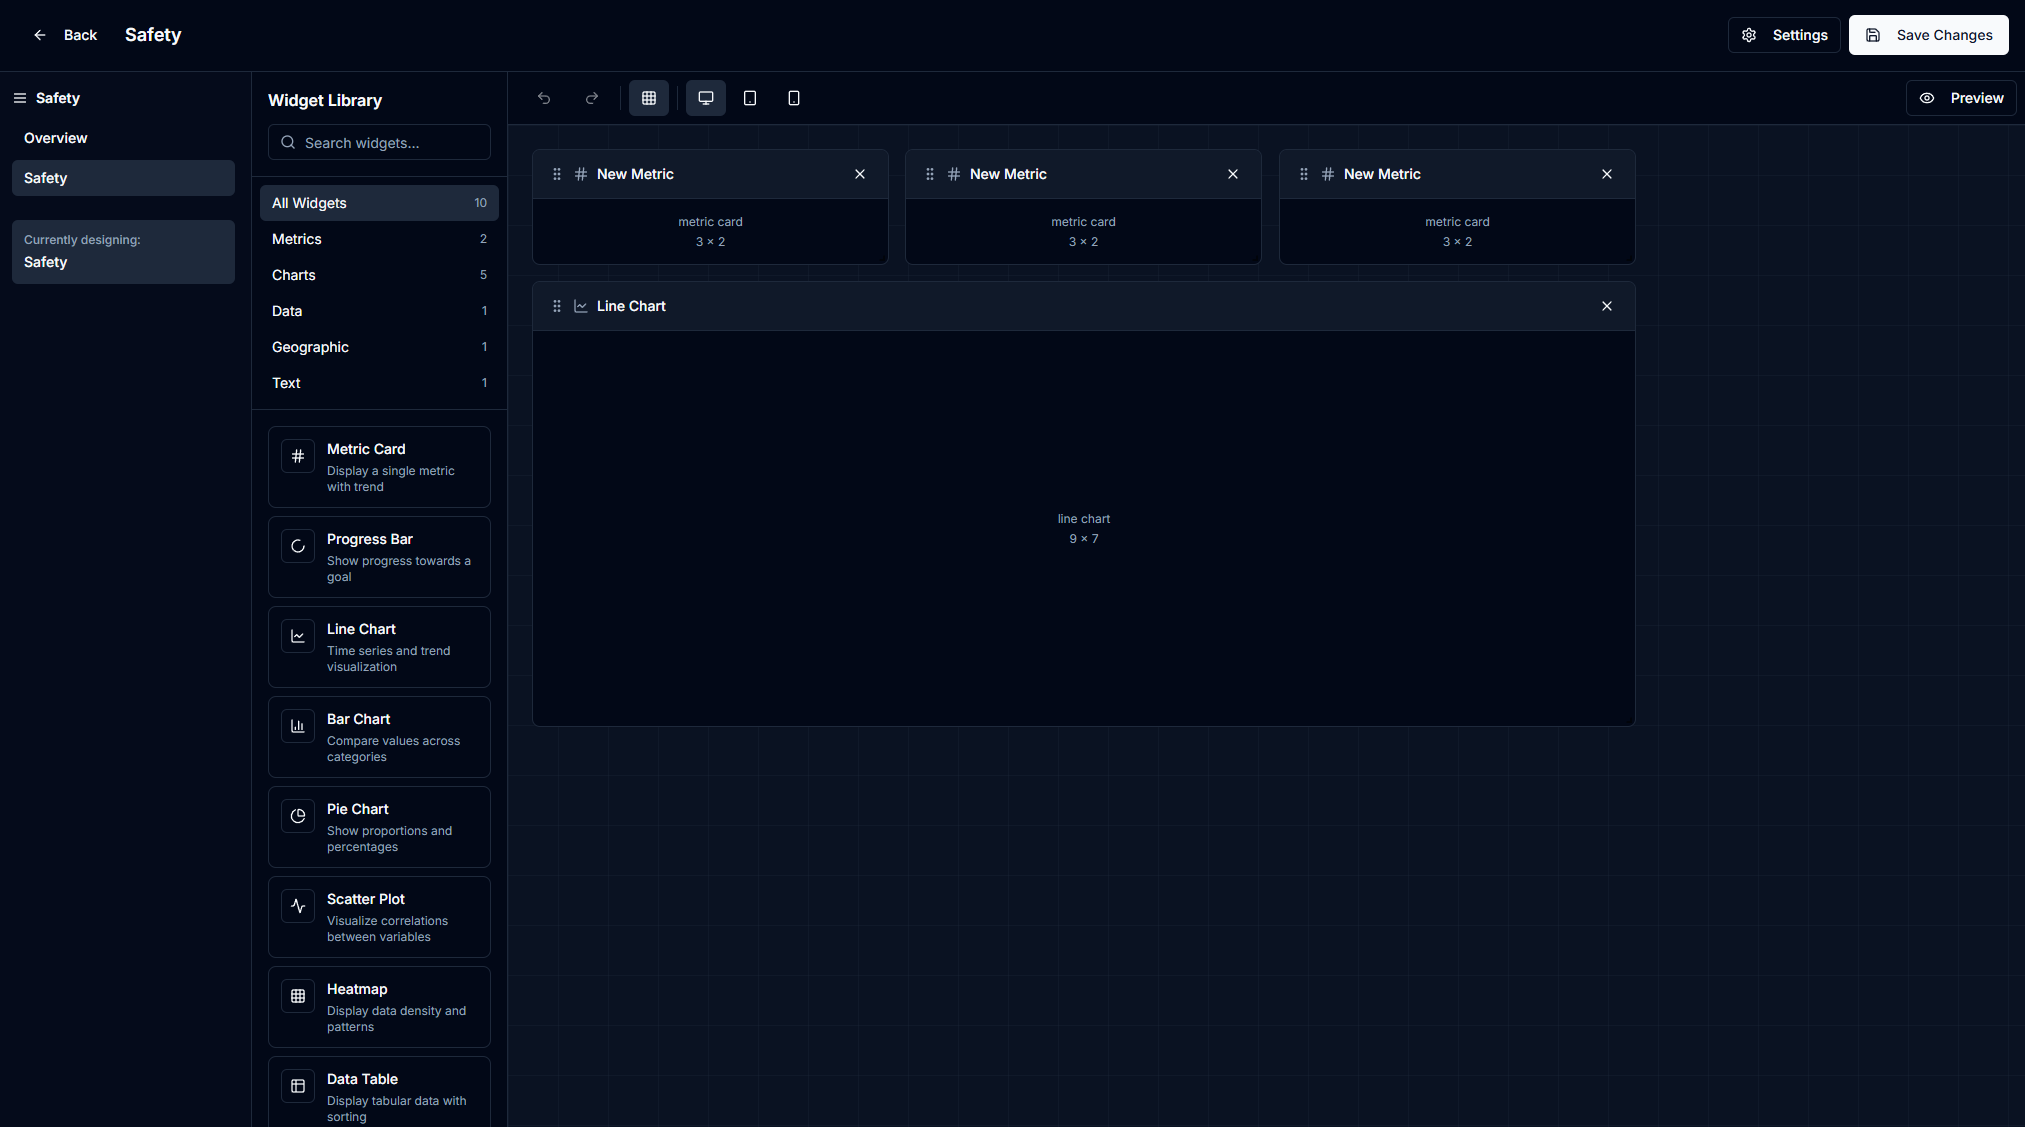 Back
Safety
Settings
Save Changes
Safety
Overview
Safety
Currently designing:
Safety
Widget Library
Search widgets...
All Widgets 10
Metrics 2
Charts 5
Data 1
Geographic 1
Text 1
Metric Card
Display a single metric
with trend
Progress Bar
Show progress towards a
goal
Line Chart
Time series and trend
visualization
Bar Chart
Compare values across
categories
Pie Chart
Show proportions and
percentages
Scatter Plot
Visualize correlations
between variables
Heatmap
Display data density and
patterns
Data Table
Display tabular data with
sorting
Preview
New Metric
metric card
3 × 2
New Metric
metric card
3 × 2
New Metric
metric card
3 × 2
Line Chart
line chart
9 × 7